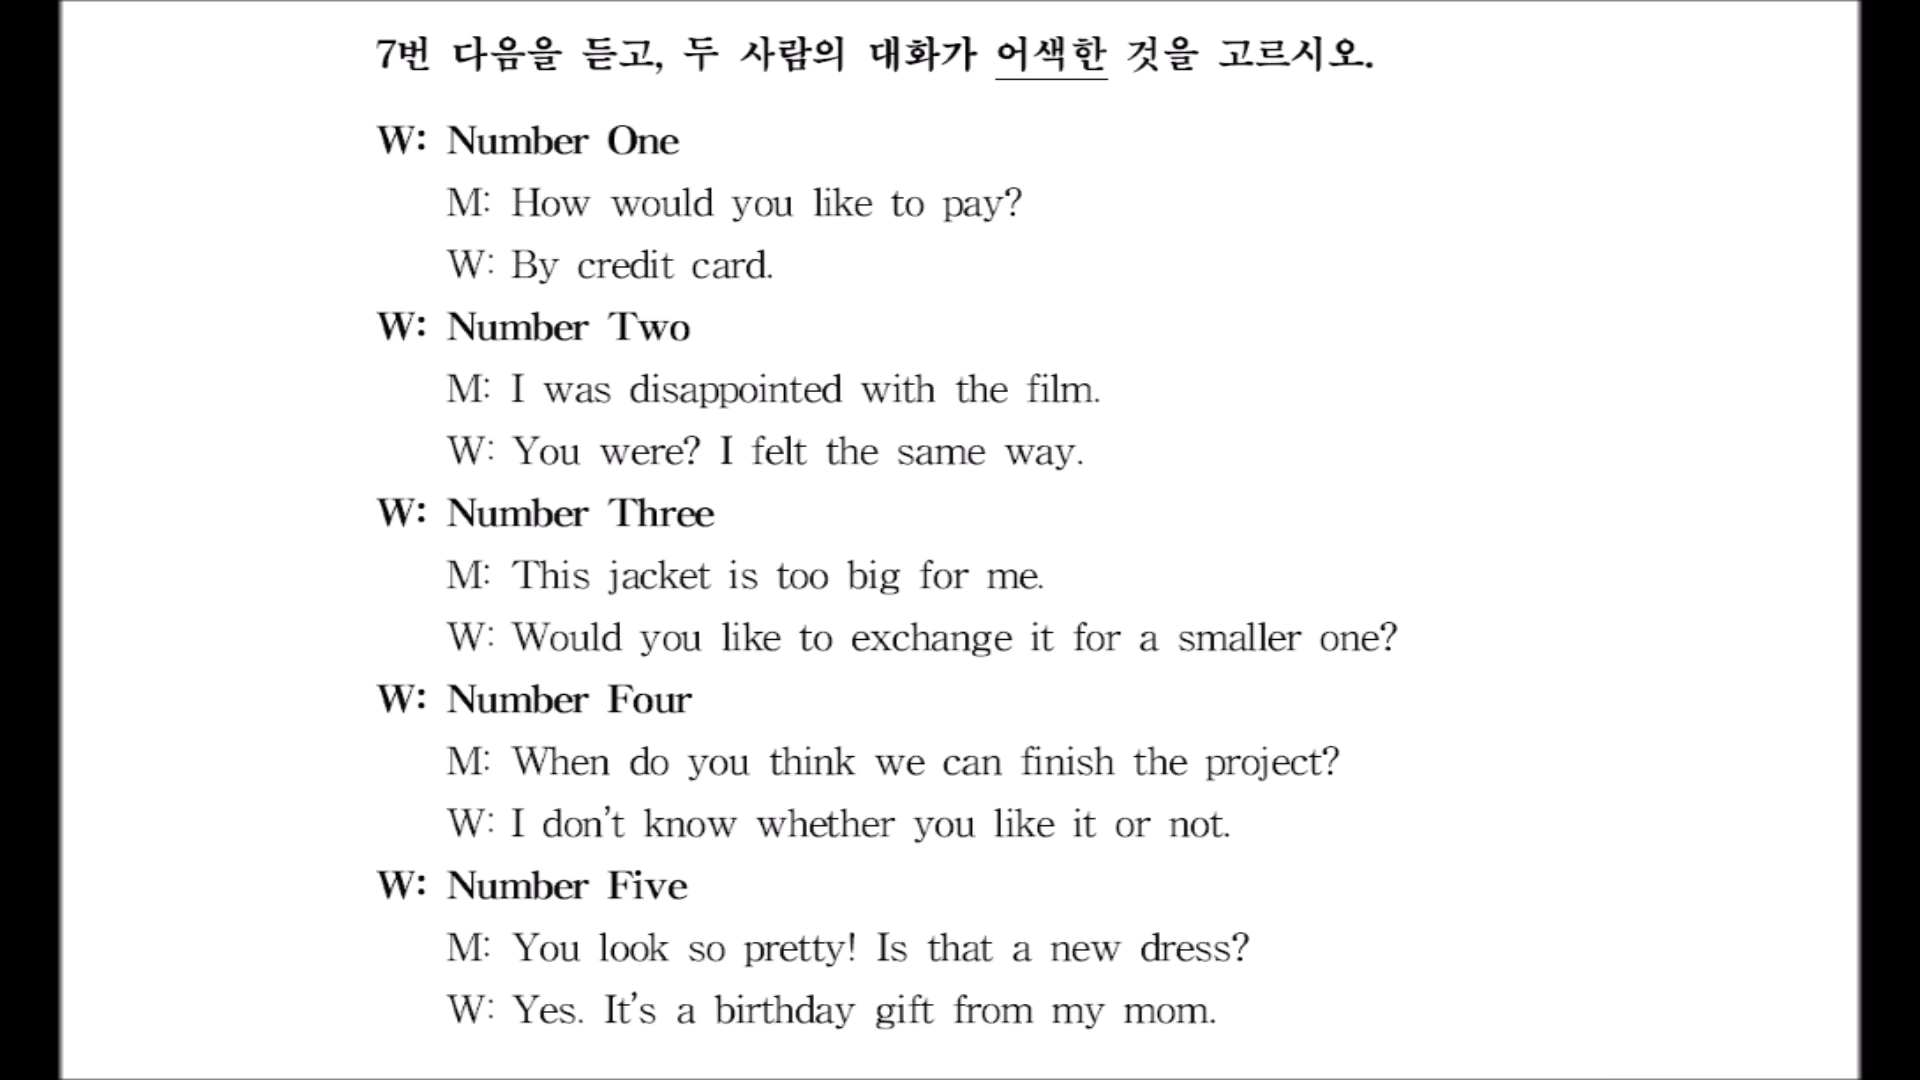 7번 다음을 듣고, 두 사람의 대화가 어색한 것을 고르시오.
W: Number One
M: How would you like to pay?
W: By credit card.
W: Number Two
M: I was disappointed with the film.
W: You were? I felt the same way.
W: Number Three
M: This jacket is too big for me.
W: Would you like to exchange it for a smaller one?
W: Number Four
M: When do you think we can finish the project?
W: I don’t know whether you like it or not.
W: Number Five
M: You look so pretty! Is that a new dress?
W: Yes. It’s a birthday gift from my mom.